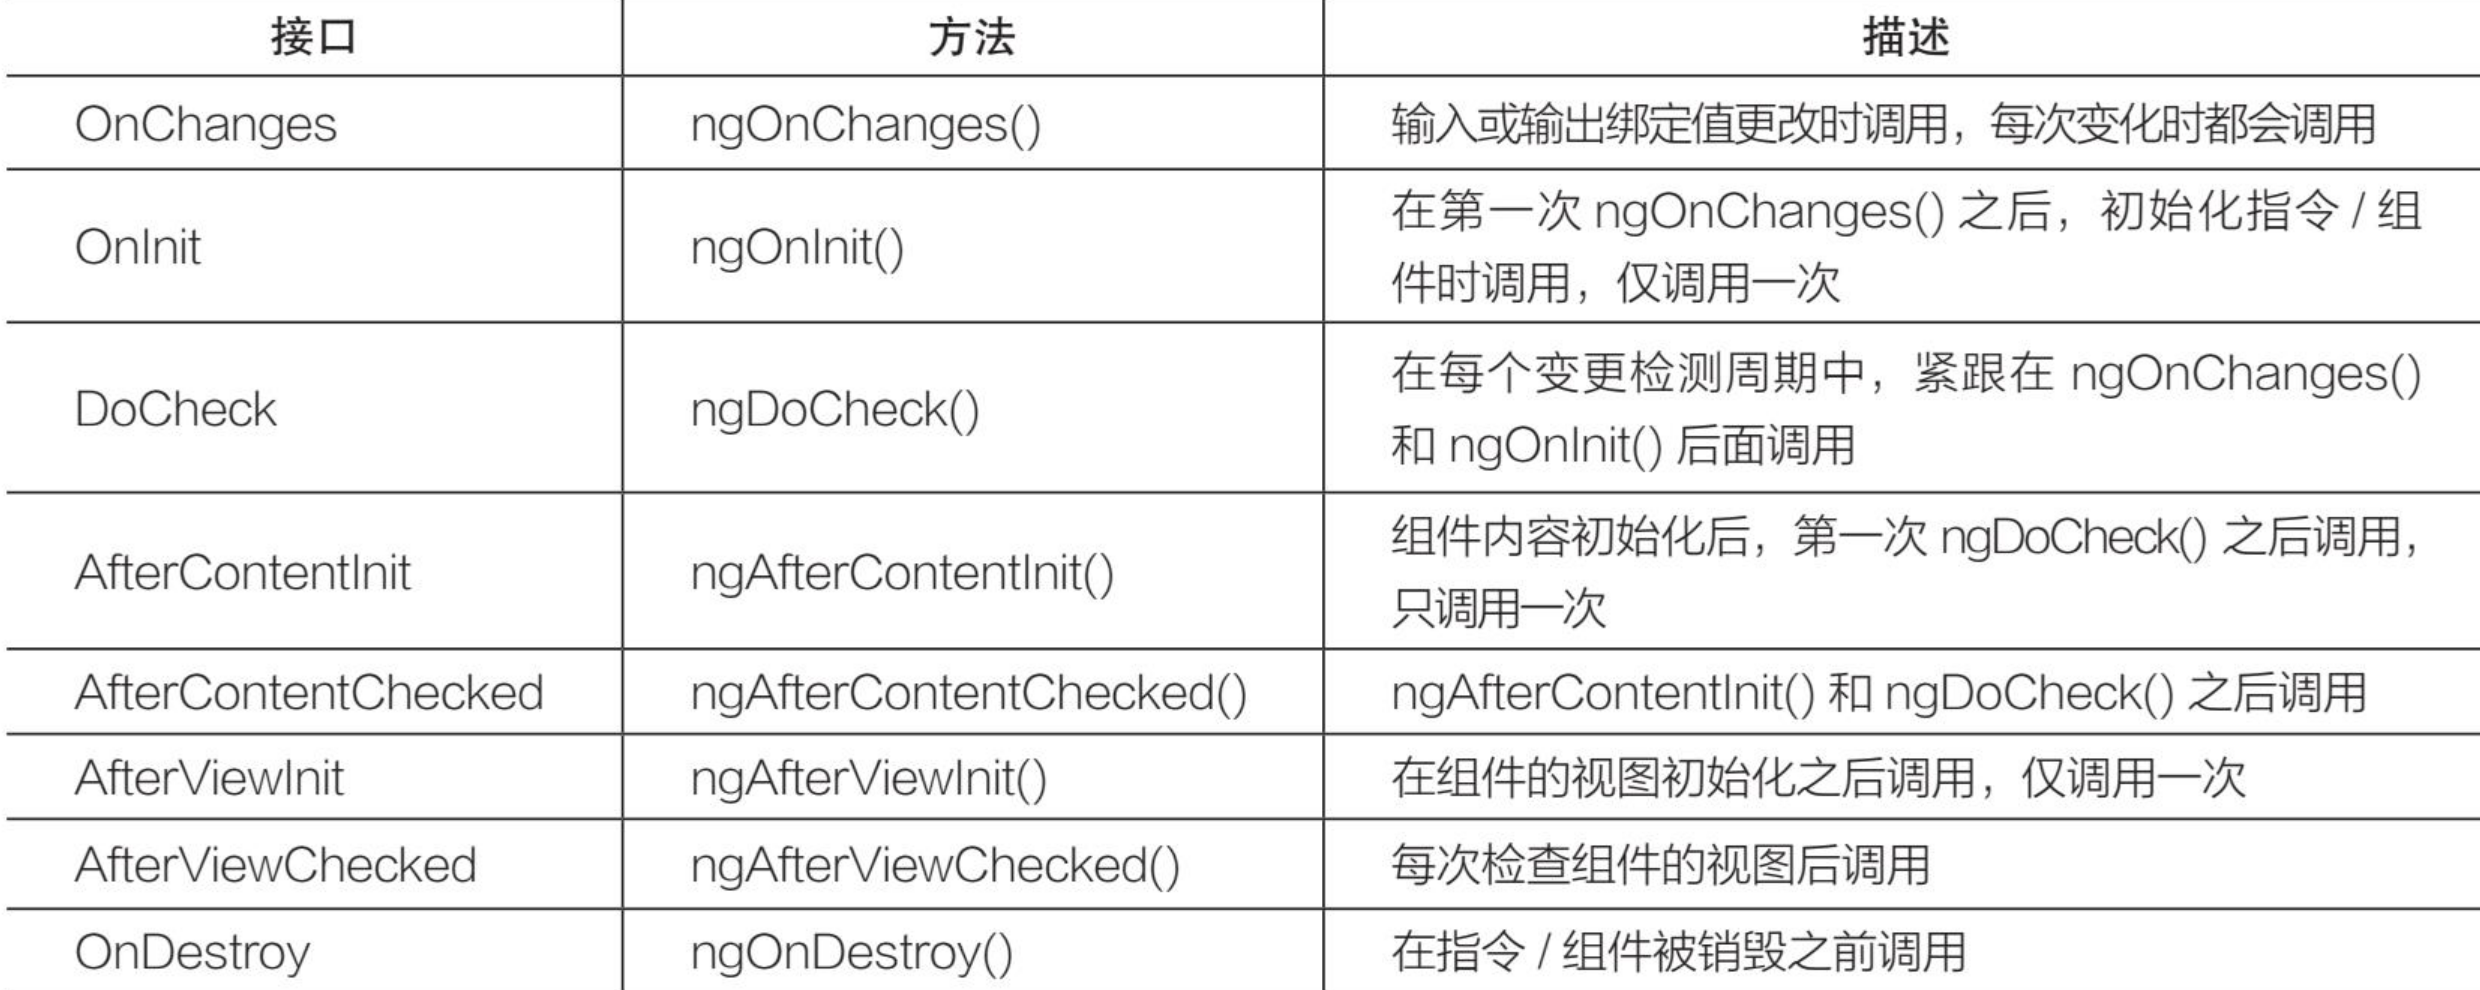 接口 方法 描述
OnChanges ngOnChanges() 输入或输出绑定值更改时调用，每次变化时都会调用
OnInit ngOnInit() 在第一次 ngOnChanges() 之后，初始化指令 / 组
件时调用，仅调用一次
DoCheck ngDoCheck() 在每个变更检测周期中，紧跟在 ngOnChanges()
和 ngOnInit() 后面调用
AfterContentInit ngAfterContentInit() 组件内容初始化后，第一次 ngDoCheck() 之后调用，
只调用一次
AfterContentChecked ngAfterContentChecked() ngAfterContentInit() 和 ngDoCheck() 之后调用
AfterViewInit ngAfterViewInit() 在组件的视图初始化之后调用，仅调用一次
AfterViewChecked ngAfterViewChecked() 每次检查组件的视图后调用
OnDestroy ngOnDestroy() 在指令 / 组件被销毁之前调用